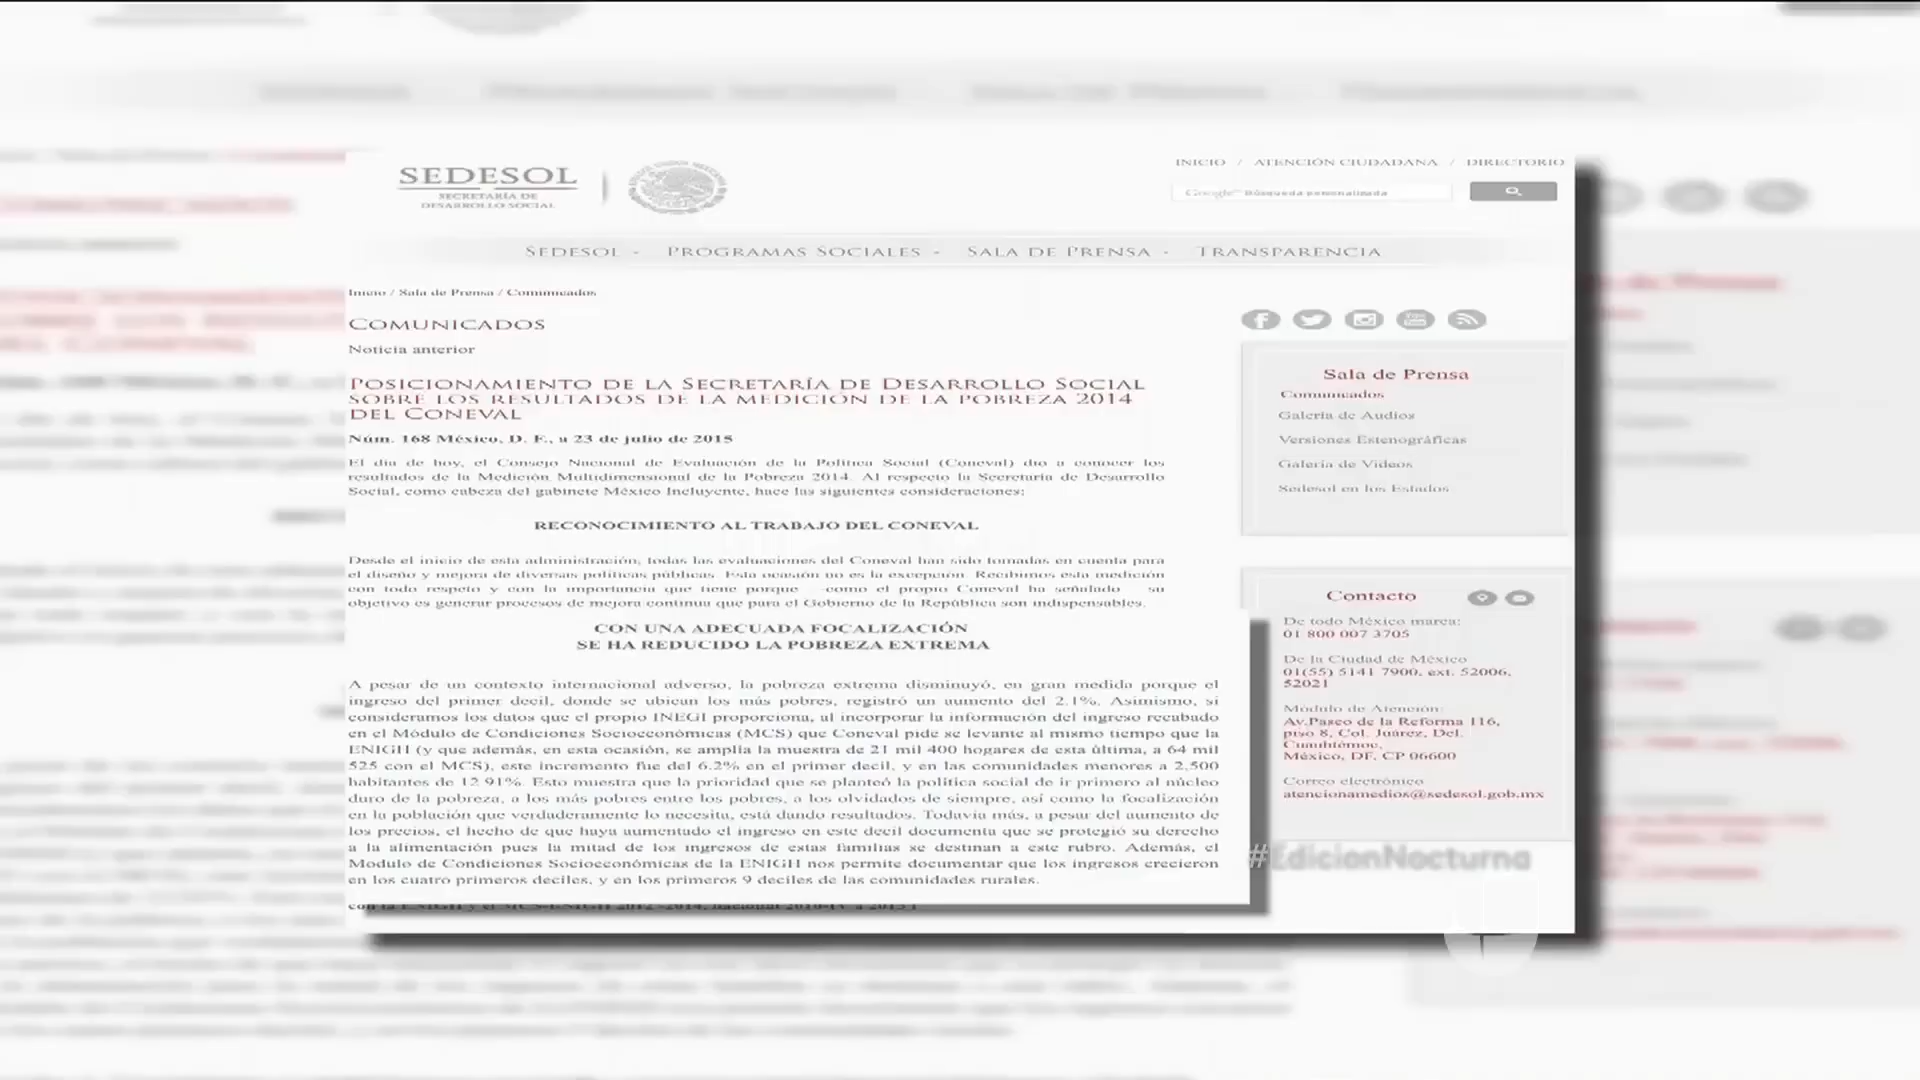 SEDESOL
SECRETARÍA DE
DESARROLLO SOCIAL
INICIO / ATENCIÓN CIUDADANA / DIRECTORIO
Google™ Búsqueda personalizada
SEDESOL - PROGRAMAS SOCIALES - SALA DE PRENSA - TRANSPARENCIA
Inicio / Sala de Prensa / Comunicados
COMUNICADOS
Noticia anterior
POSICIONAMIENTO DE LA SECRETARÍA DE DESARROLLO SOCIAL
SOBRE LOS RESULTADOS DE LA MEDICIÓN DE LA POBREZA 2014
DEL CONEVAL
Núm. 168 México, D. F., a 23 de julio de 2015
El día de hoy, el Consejo Nacional de Evaluación de la Política Social (Coneval) dio a conocer los
resultados de la Medición Multidimensional de la Pobreza 2014. Al respecto la Secretaría de Desarrollo
Social, como cabeza del gabinete México Incluyente, hace las siguientes consideraciones:
RECONOCIMIENTO AL TRABAJO DEL CONEVAL
Desde el inicio de esta administración, todas las evaluaciones del Coneval han sido tomadas en cuenta para
el diseño y mejora de diversas políticas públicas. Esta ocasión no es la excepción. Recibimos esta medición
con todo respeto y con la importancia que tiene porque -como el propio Coneval ha señalado- su
objetivo es generar procesos de mejora continua que para el Gobierno de la República son indispensables.
CON UNA ADECUADA FOCALIZACIÓN
SE HA REDUCIDO LA POBREZA EXTREMA
A pesar de un contexto internacional adverso, la pobreza extrema disminuyó, en gran medida porque el
ingreso del primer decil, donde se ubican los más pobres, registró un aumento del 2.1%. Asimismo, si
consideramos los datos que el propio INEGI proporciona, al incorporar la información del ingreso recabado
en el Módulo de Condiciones Socioeconómicas (MCS) que Coneval pide se levante al mismo tiempo que la
ENIGH (y que además, en esta ocasión, se amplía la muestra de 21 mil 400 hogares de esta última, a 64 mil
525 con el MCS), este incremento fue del 6.2% en el primer decil, y en las comunidades menores a 2,500
habitantes de 12.91%. Esto muestra que la prioridad que se planteó la política social de ir primero al núcleo
duro de la pobreza, a los más pobres entre los pobres, a los olvidados de siempre, así como la focalización
en la población que verdaderamente lo necesita, está dando resultados. Todavía más, a pesar del aumento de
los precios, el hecho de que haya aumentado el ingreso en este decil documenta que se protegió su derecho
a la alimentación pues la mitad de los ingresos de estas familias se destinan a este rubro. Además, el
Modulo de Condiciones Socioeconómicas de la ENIGH nos permite documentar que los ingresos crecieron
en los cuatro primeros deciles, y en los primeros 9 deciles de las comunidades rurales.
Sala de Prensa
Comunicados
Galería de Audios
Versiones Estenográficas
Galería de Videos
Sedesol en los Estados
Contacto
De todo México marca:
01 800 007 3705
De la Ciudad de México
01(55) 5141 7900, ext. 52006,
52021
Módulo de Atención:
Av.Paseo de la Reforma 116,
piso 8, Col. Juárez, Del.
Cuauhtémoc,
México, DF, CP 06600
Correo electrónico
atencionamedios@sedesol.gob.mx
#EdicionNocturna